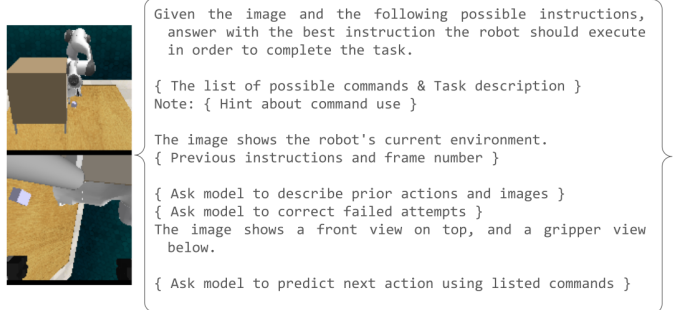 Given the image and the following possible instructions,
answer with the best instruction the robot should execute
in order to complete the task.
{ The list of possible commands & Task description }
Note: { Hint about command use }
The image shows the robot's current environment.
{ Previous instructions and frame number }
{ Ask model to describe prior actions and images }
{ Ask model to correct failed attempts }
The image shows a front view on top, and a gripper view
below.
{ Ask model to predict next action using listed commands }